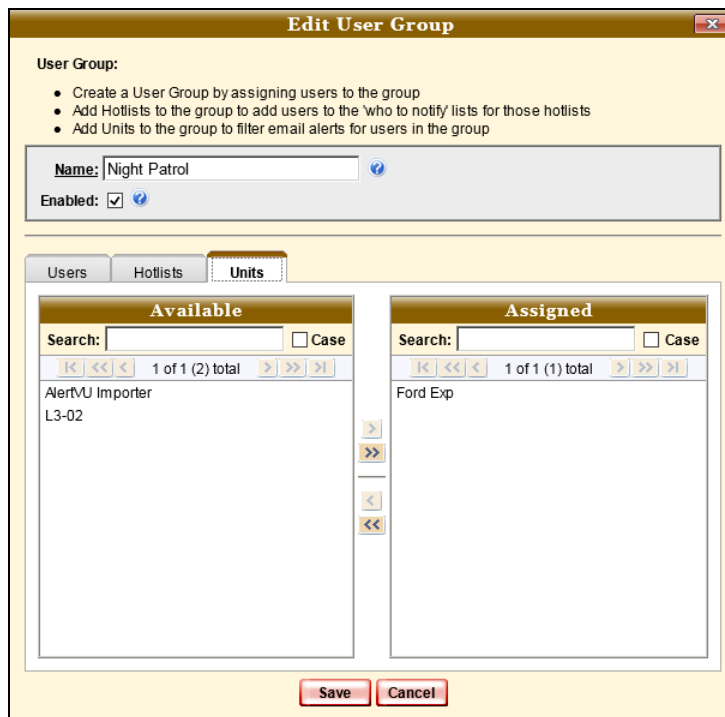 Edit User Group
User Group:
Create a User Group by assigning users to the group
Add Hotlists to the group to add users to the 'who to notify' lists for those hotlists
Add Units to the group to filter email alerts for users in the group
Name: Night Patrol
Enabled:
Users Hotlists Units
Available
Search: Case
1 of 1 (2) total
AlertVU Importer
L3-02
Assigned
Search: Case
1 of 1 (1) total
Ford Exp
Save Cancel